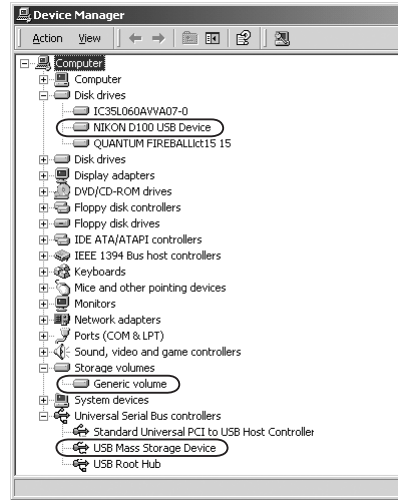 Device Manager
Action View
Computer
Computer
Disk drives
IC35L060AVVA07-0
NIKON D100 USB Device
QUANTUM FIREBALLlct15 15
Disk drives
Display adapters
DVD/CD-ROM drives
Floppy disk controllers
Floppy disk drives
IDE ATA/ATAPI controllers
IEEE 1394 Bus host controllers
Keyboards
Mice and other pointing devices
Monitors
Network adapters
Ports (COM & LPT)
Sound, video and game controllers
Storage volumes
Generic volume
System devices
Universal Serial Bus controllers
Standard Universal PCI to USB Host Controller
USB Mass Storage Device
USB Root Hub